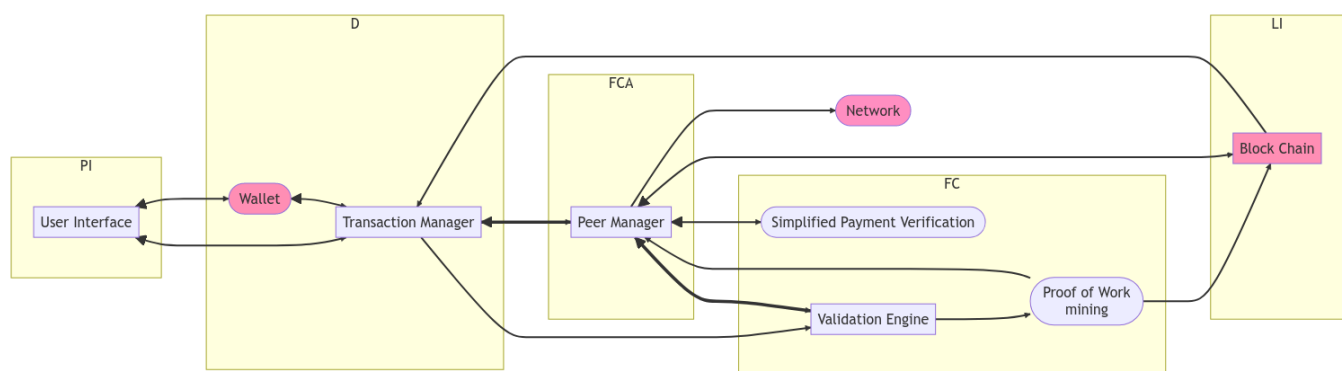 D
LI
FCA
Network
Block Chain
PI
FC
Wallet
User Interface
Transaction Manager
Peer Manager
Simplified Payment Verification
Proof of Work
mining
Validation Engine